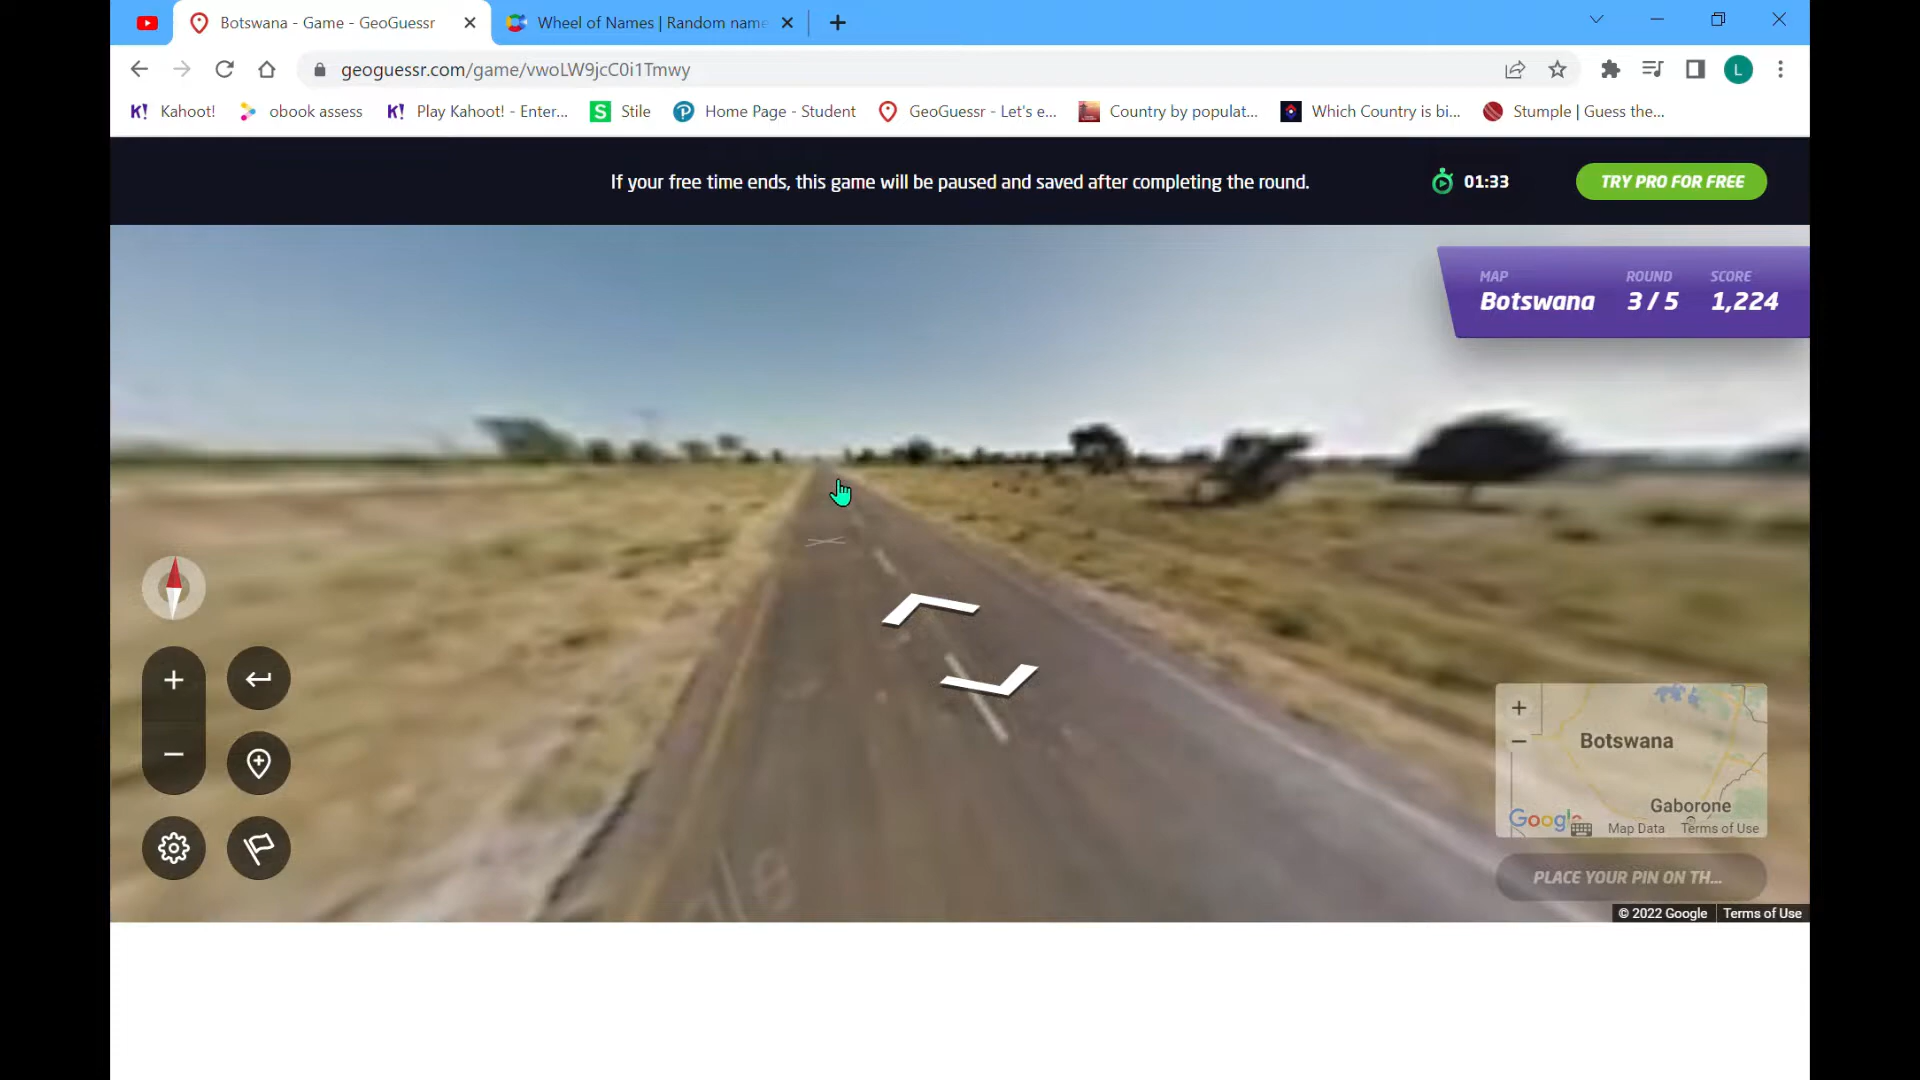 Botswana - Game - GeoGuessr
Wheel of Names | Random name
geoguessr.com/game/vwoLW9jcC0i1Tmwy
L
K! Kahoot!
obook assess
K! Play Kahoot! - Enter...
S Stile
Home Page - Student
GeoGuessr - Let's e...
Country by populat...
Which Country is bi...
Stumple | Guess the...
If your free time ends, this game will be paused and saved after completing the round.
01:33
TRY PRO FOR FREE
MAP ROUND SCORE
Botswana 3 / 5 1,224
Botswana
Gaborone
Google
Map Data Terms of Use
PLACE YOUR PIN ON TH...
© 2022 Google Terms of Use